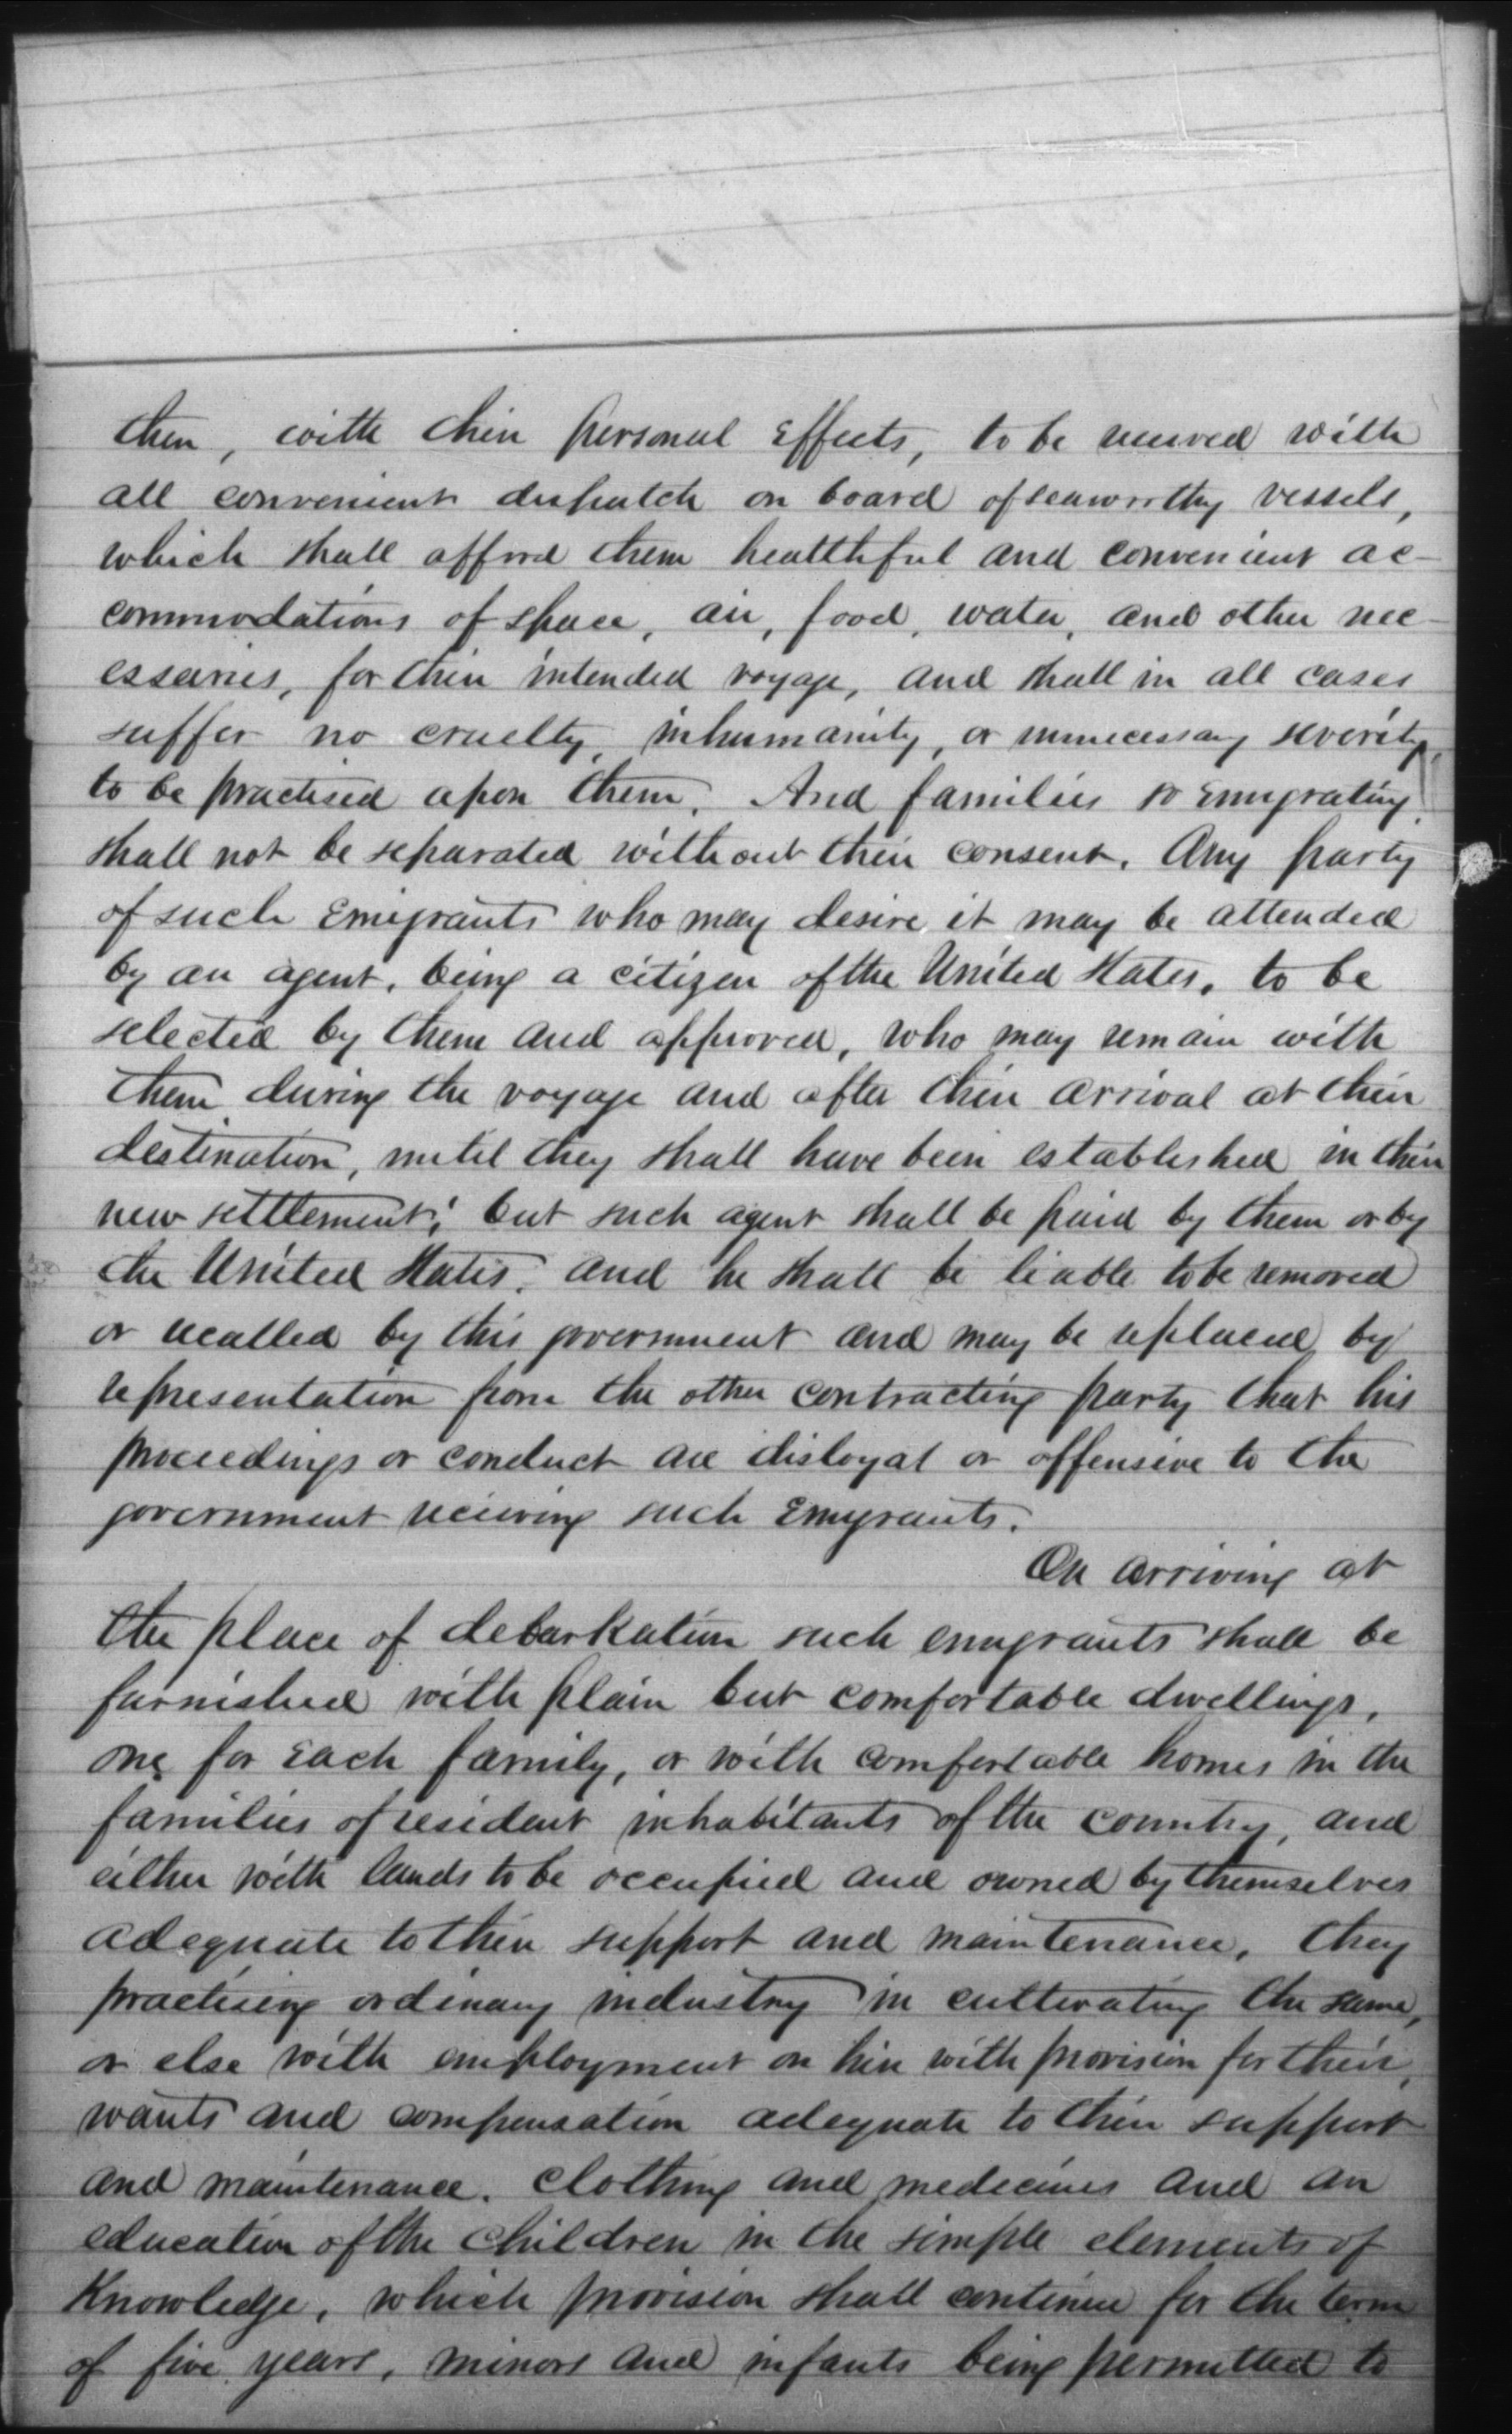 them, with their personal effects, to be received with
all convenient dispatch on board of seaworthy vessels,
which shall afford them healthful and convenient ac-
commodations of space, air, food, water, and other nec-
essaries, for their intended voyage, and shall in all cases
suffer no cruelty, inhumanity, or unnecessary severity,
to be practised upon them. And families so emigrating
shall not be separated without their consent. Any party
of such emigrants who may desire it may be attended
by an agent, being a citizen of the United States, to be
selected by them and approved, who may remain with
them during the voyage and after their arrival at their
destination, until they shall have been established in their
new settlement; but such agent shall be paid by them or by
the United States, and he shall be liable to be removed
or recalled by this government and may be replaced by
representation from the other contracting party that his
proceedings or conduct are disloyal or offensive to the
government receiving such emigrants.
On arriving at
the place of debarkation such emigrants shall be
furnished with plain but comfortable dwellings,
one for each family, or with comfortable homes in the
families of resident inhabitants of the country, and
either with lands to be occupied and owned by themselves
adequate to their support and maintenance, they
practising ordinary industry in cultivating the same,
or else with employment on hire with provision for their
wants and compensation adequate to their support
and maintenance, clothing and medicines and an
education of the children in the simple elements of
Knowledge, which provision shall continue for the term
of five years, minors and infants being permitted to